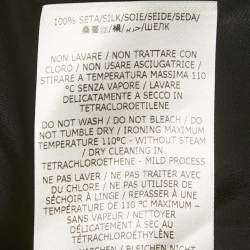 100% SETA/SILK/SOIE/SEIDE/SEDA/
/ حرير / ШЕЛК
NON LAVARE / NON TRATTARE CON
CLORO / NON USARE ASCIUGATRICE /
STIRARE A TEMPERATURA MASSIMA 110
°C SENZA VAPORE / LAVARE
DELICATAMENTE A SECCO IN
TETRACLOROETILENE
DO NOT WASH / DO NOT BLEACH / DO
NOT TUMBLE DRY / IRONING MAXIMUM
TEMPERATURE 110°C - WITHOUT STEAM
/ DRY CLEANING IN
TETRACHLOROETHENE - MILD PROCESS
NE PAS LAVER / NE PAS TRAITER AVEC
DU CHLORE / NE PAS UTILISER DE
SÉCHOIR À LINGE / REPASSER À UNE
TEMPÉRATURE DE 110 °C MAXIMUM -
SANS VAPEUR / NETTOYER
DÉLICATEMENT À SEC AU
TÉTRACHLOROÉTHYLÈNE
WASCHEN / BLEICHEN NICHT